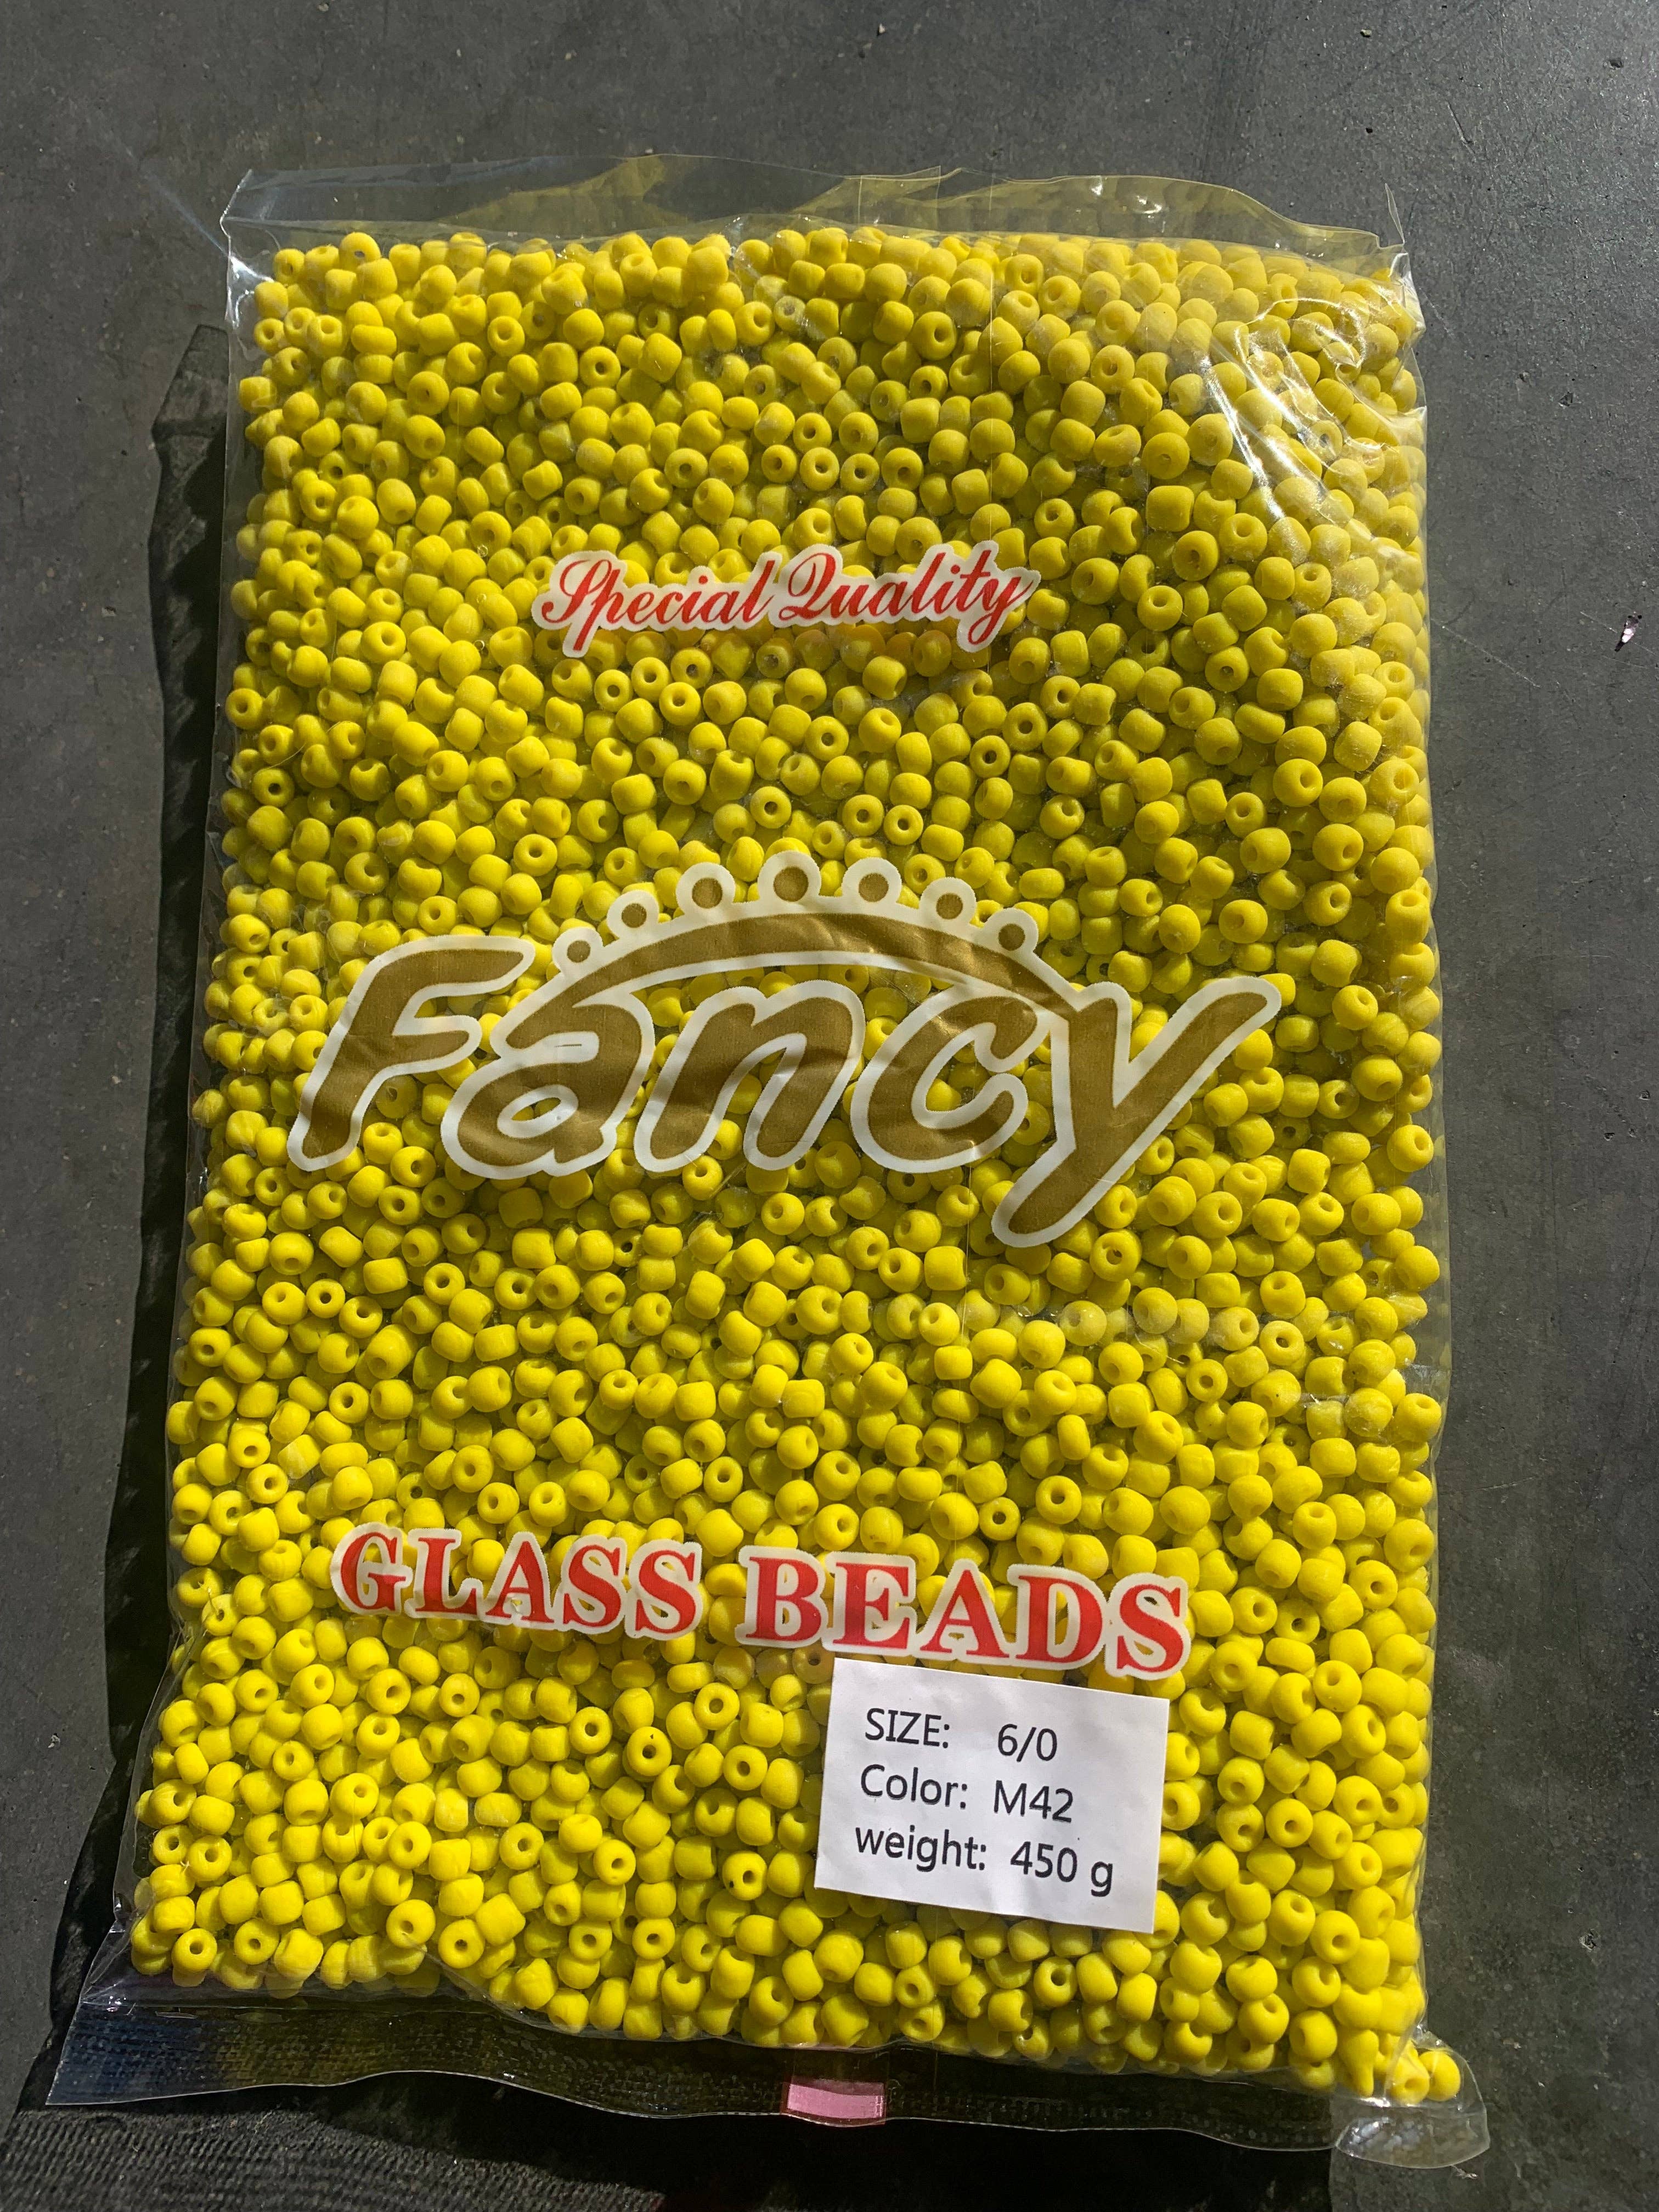 Special Quality
Fancy
GLASS BEADS
SIZE: 6/0
Color: M42
weight: 450 g